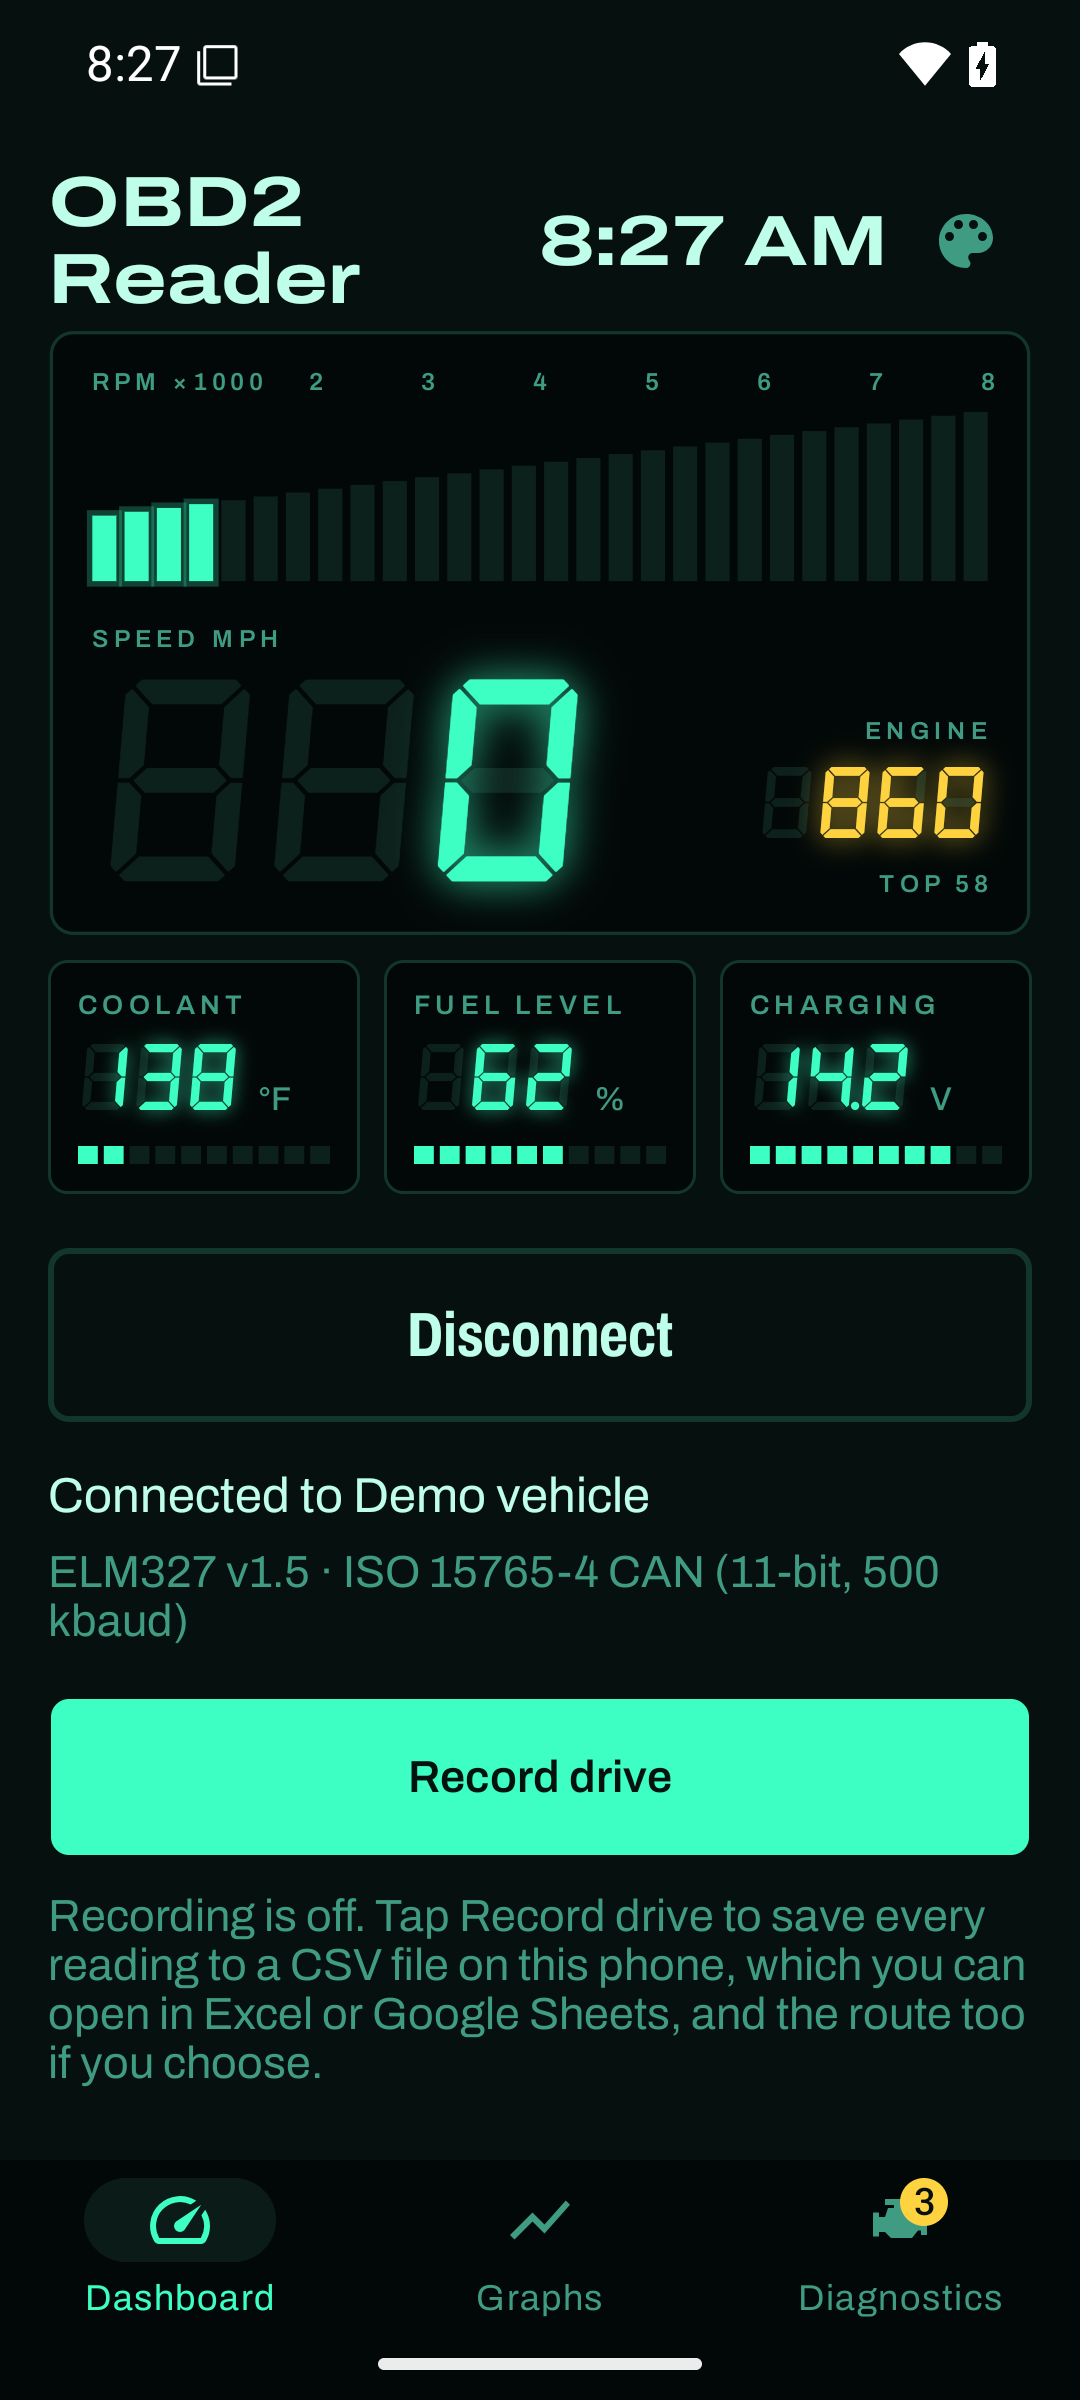 8:27
OBD2
Reader
8:27 AM
RPM ×1000 2 3 4 5 6 7 8
SPEED MPH
0
ENGINE
860
TOP 58
COOLANT
138 °F
FUEL LEVEL
62 %
CHARGING
14.2 V
Disconnect
Connected to Demo vehicle
ELM327 v1.5 · ISO 15765-4 CAN (11-bit, 500
kbaud)
Record drive
Recording is off. Tap Record drive to save every
reading to a CSV file on this phone, which you can
open in Excel or Google Sheets, and the route too
if you choose.
3
Dashboard
Graphs
Diagnostics